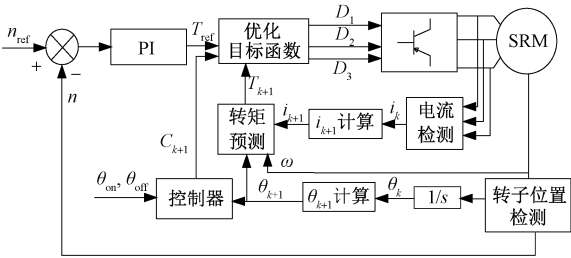 n_ref
+
−
n
PI
T_ref
优化
目标函数
D_1
D_2
D_3
SRM
T_{k+1}
C_{k+1}
转矩
预测
i_{k+1}
i_{k+1}计算
i_k
电流
检测
ω
θ_on, θ_off
控制器
θ_{k+1}
θ_{k+1}计算
θ_k
1/s
转子位置
检测